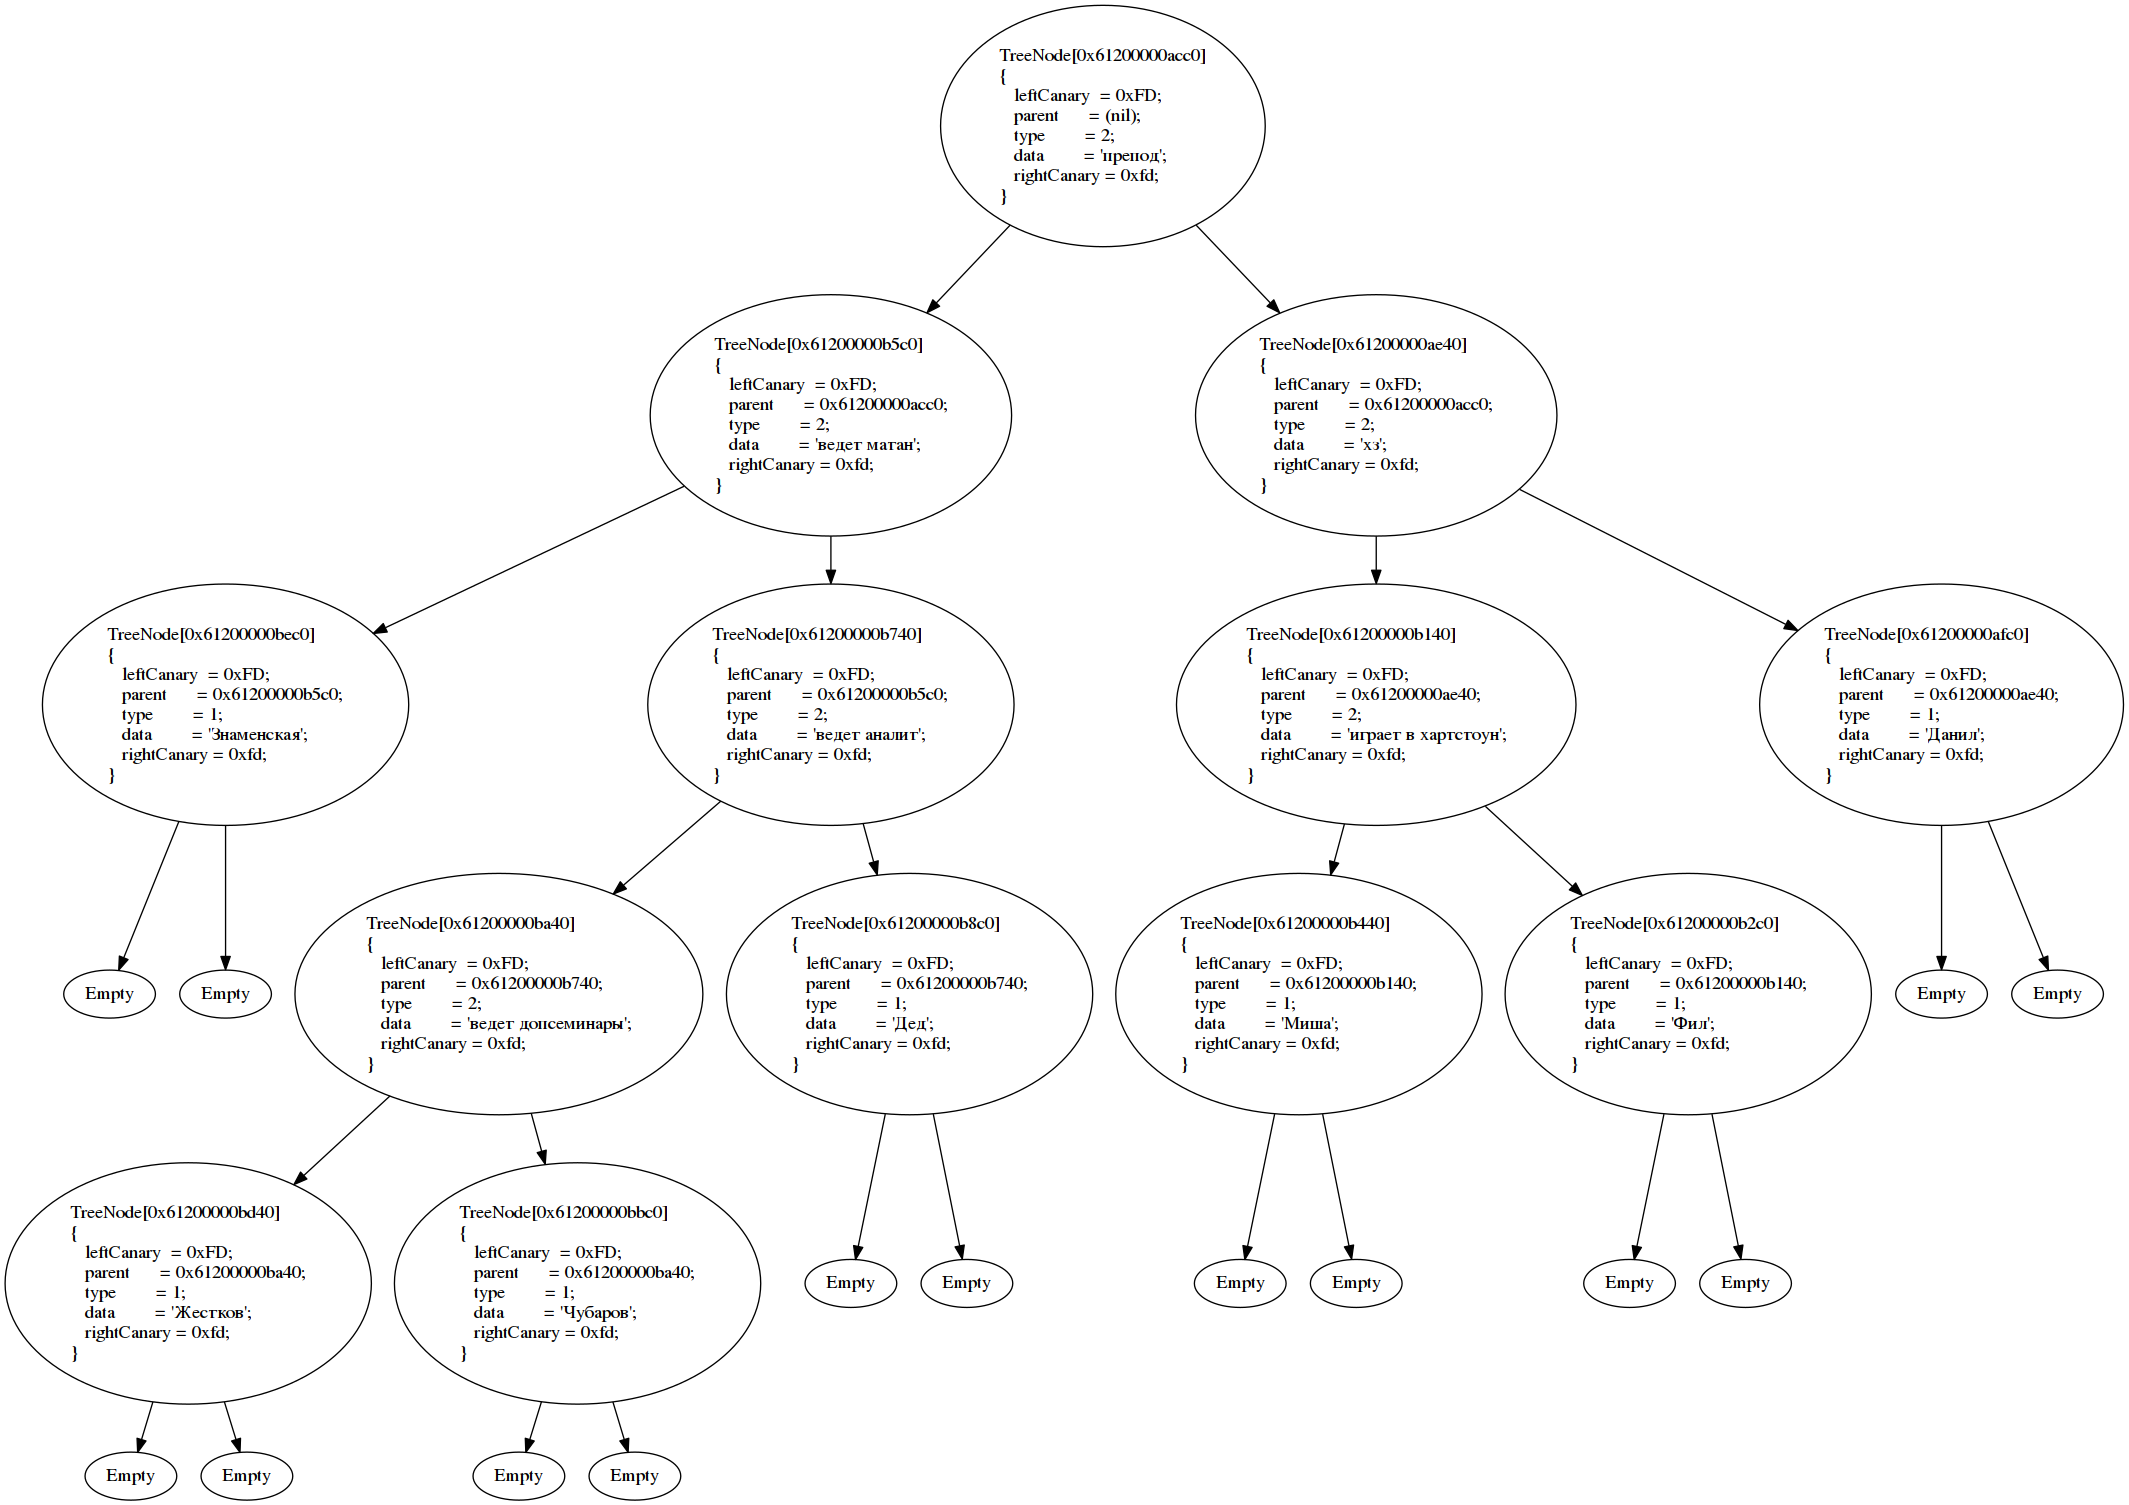 TreeNode[0x61200000acc0]
{
leftCanary = 0xFD;
parent = (nil);
type = 2;
data = 'препод';
rightCanary = 0xfd;
}
TreeNode[0x61200000b5c0]
{
leftCanary = 0xFD;
parent = 0x61200000acc0;
type = 2;
data = 'ведет матан';
rightCanary = 0xfd;
}
TreeNode[0x61200000ae40]
{
leftCanary = 0xFD;
parent = 0x61200000acc0;
type = 2;
data = 'хз';
rightCanary = 0xfd;
}
TreeNode[0x61200000bec0]
{
leftCanary = 0xFD;
parent = 0x61200000b5c0;
type = 1;
data = 'Знаменская';
rightCanary = 0xfd;
}
TreeNode[0x61200000b740]
{
leftCanary = 0xFD;
parent = 0x61200000b5c0;
type = 2;
data = 'ведет аналит';
rightCanary = 0xfd;
}
TreeNode[0x61200000b140]
{
leftCanary = 0xFD;
parent = 0x61200000ae40;
type = 2;
data = 'играет в хартстоун';
rightCanary = 0xfd;
}
TreeNode[0x61200000afc0]
{
leftCanary = 0xFD;
parent = 0x61200000ae40;
type = 1;
data = 'Данил';
rightCanary = 0xfd;
}
Empty
Empty
TreeNode[0x61200000ba40]
{
leftCanary = 0xFD;
parent = 0x61200000b740;
type = 2;
data = 'ведет допсеминары';
rightCanary = 0xfd;
}
TreeNode[0x61200000b8c0]
{
leftCanary = 0xFD;
parent = 0x61200000b740;
type = 1;
data = 'Дед';
rightCanary = 0xfd;
}
TreeNode[0x61200000b440]
{
leftCanary = 0xFD;
parent = 0x61200000b140;
type = 1;
data = 'Миша';
rightCanary = 0xfd;
}
TreeNode[0x61200000b2c0]
{
leftCanary = 0xFD;
parent = 0x61200000b140;
type = 1;
data = 'Фил';
rightCanary = 0xfd;
}
Empty
Empty
TreeNode[0x61200000bd40]
{
leftCanary = 0xFD;
parent = 0x61200000ba40;
type = 1;
data = 'Жестков';
rightCanary = 0xfd;
}
TreeNode[0x61200000bbc0]
{
leftCanary = 0xFD;
parent = 0x61200000ba40;
type = 1;
data = 'Чубаров';
rightCanary = 0xfd;
}
Empty
Empty
Empty
Empty
Empty
Empty
Empty
Empty
Empty
Empty